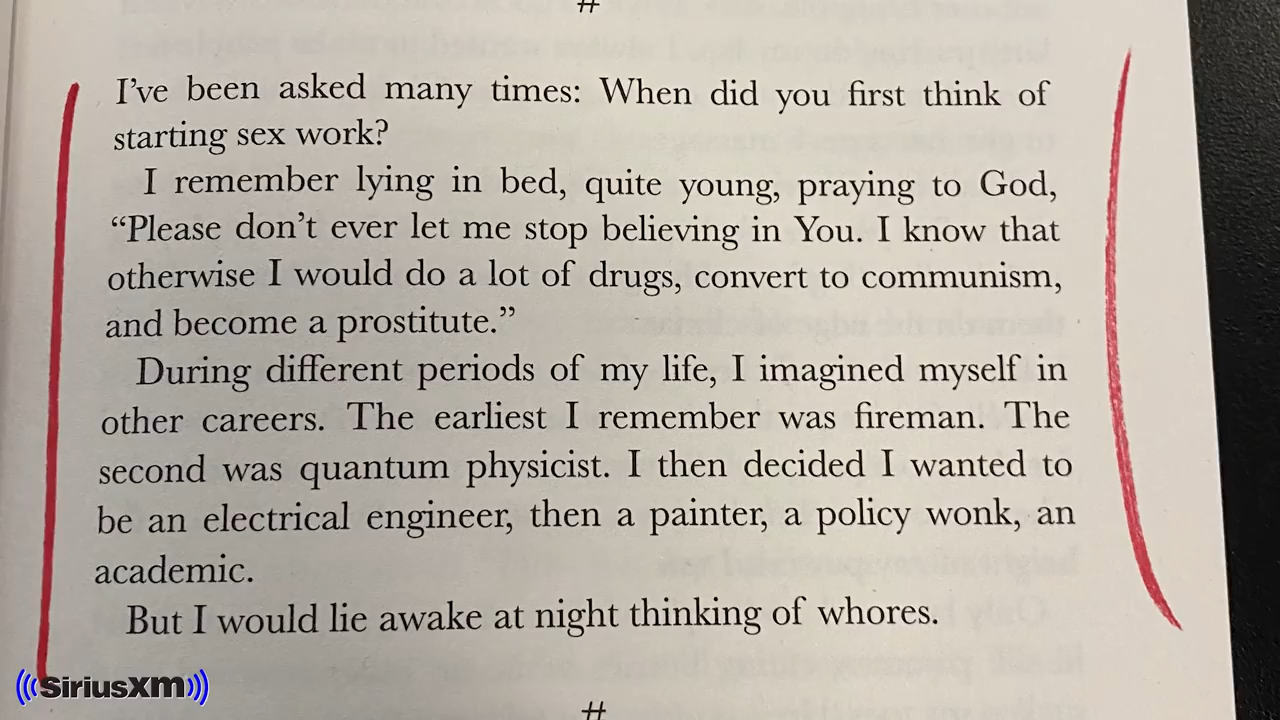 #
I’ve been asked many times: When did you first think of
starting sex work?
I remember lying in bed, quite young, praying to God,
“Please don’t ever let me stop believing in You. I know that
otherwise I would do a lot of drugs, convert to communism,
and become a prostitute.”
During different periods of my life, I imagined myself in
other careers. The earliest I remember was fireman. The
second was quantum physicist. I then decided I wanted to
be an electrical engineer, then a painter, a policy wonk, an
academic.
But I would lie awake at night thinking of whores.
((SiriusXM))
#